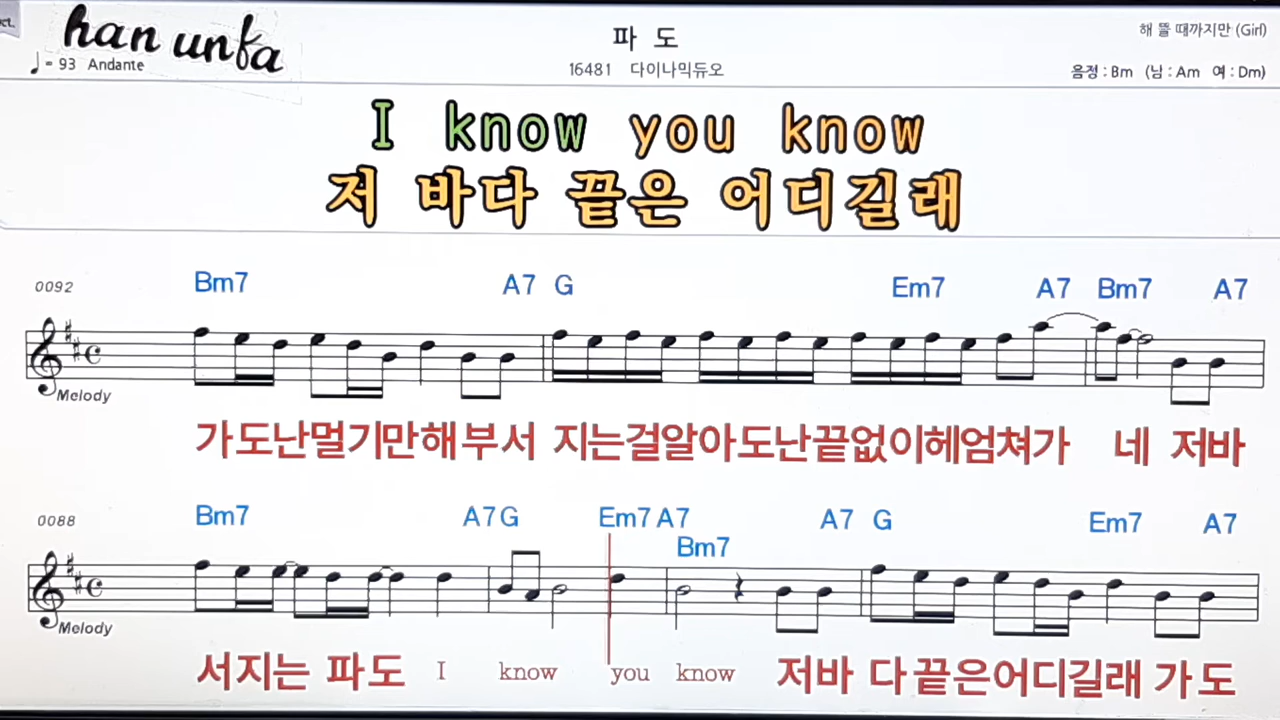 ct.
han unfa
♩= 93 Andante
파 도
16481 다이나믹듀오
해 뜰 때까지만 (Girl)
음정 : Bm (남 : Am 여 : Dm)
I know you know
저 바다 끝은 어디길래
0092
Bm7 A7 G Em7 A7 Bm7 A7
Melody
가도난멀기만해부서 지는걸알아도난끝없이헤엄쳐가 네 저바
0088
Bm7 A7 G Em7 A7 Bm7 A7 G Em7 A7
Melody
서지는 파도 I know you know 저바 다끝은어디길래 가도